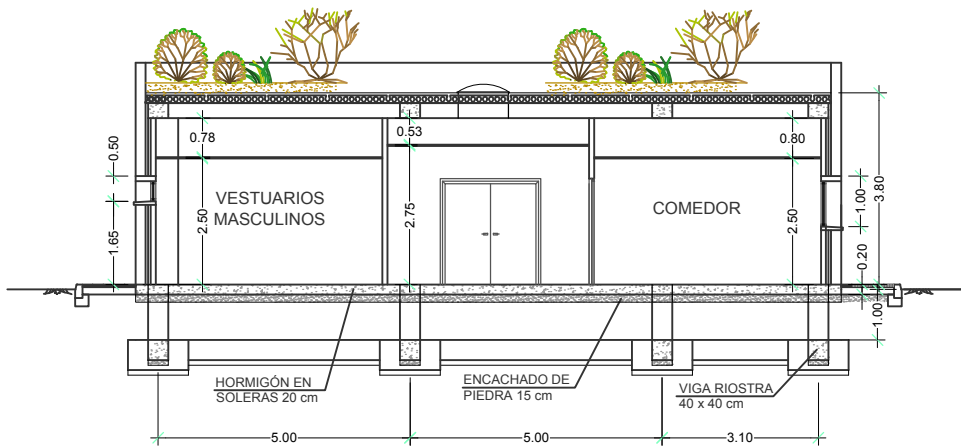 0.78
0.53
0.80
0.50
VESTUARIOS
MASCULINOS
COMEDOR
2.50
2.75
2.50
1.00
3.80
1.65
0.20
1.00
HORMIGÓN EN
SOLERAS 20 cm
ENCACHADO DE
PIEDRA 15 cm
VIGA RIOSTRA
40 x 40 cm
5.00
5.00
3.10